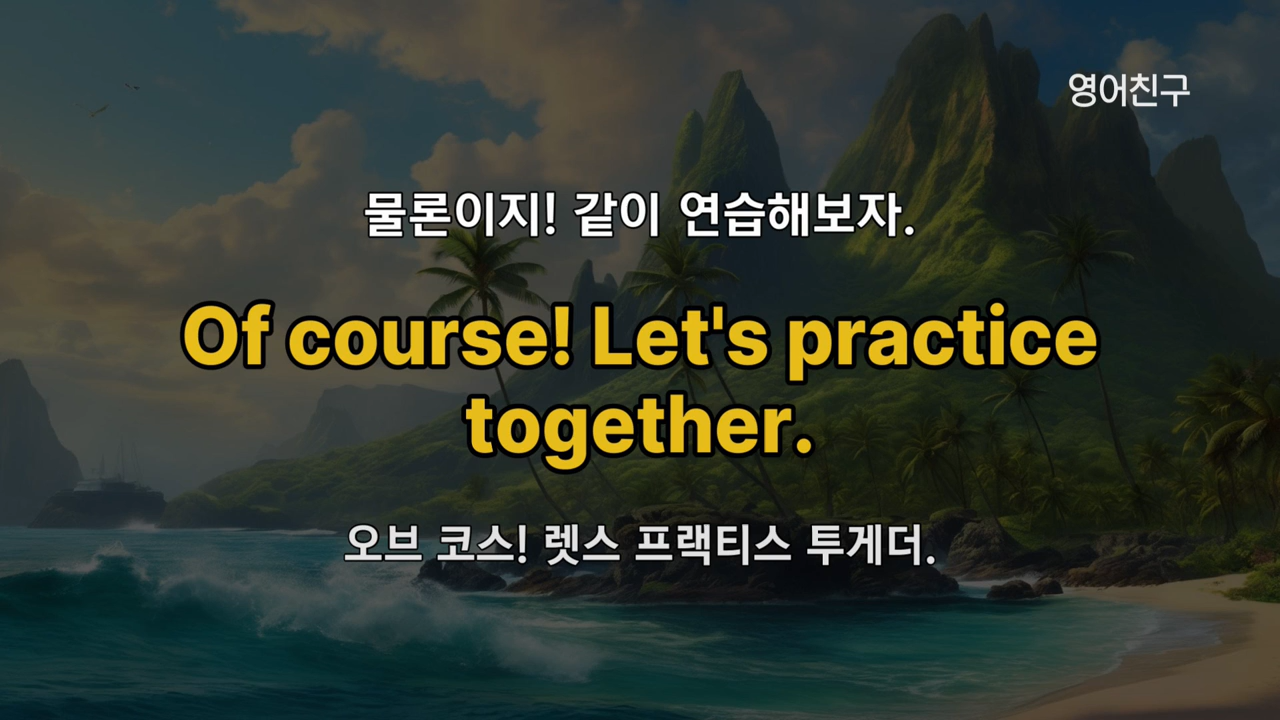 영어친구
물론이지! 같이 연습해보자.
Of course! Let's practice
together.
오브 코스! 렛스 프랙티스 투게더.